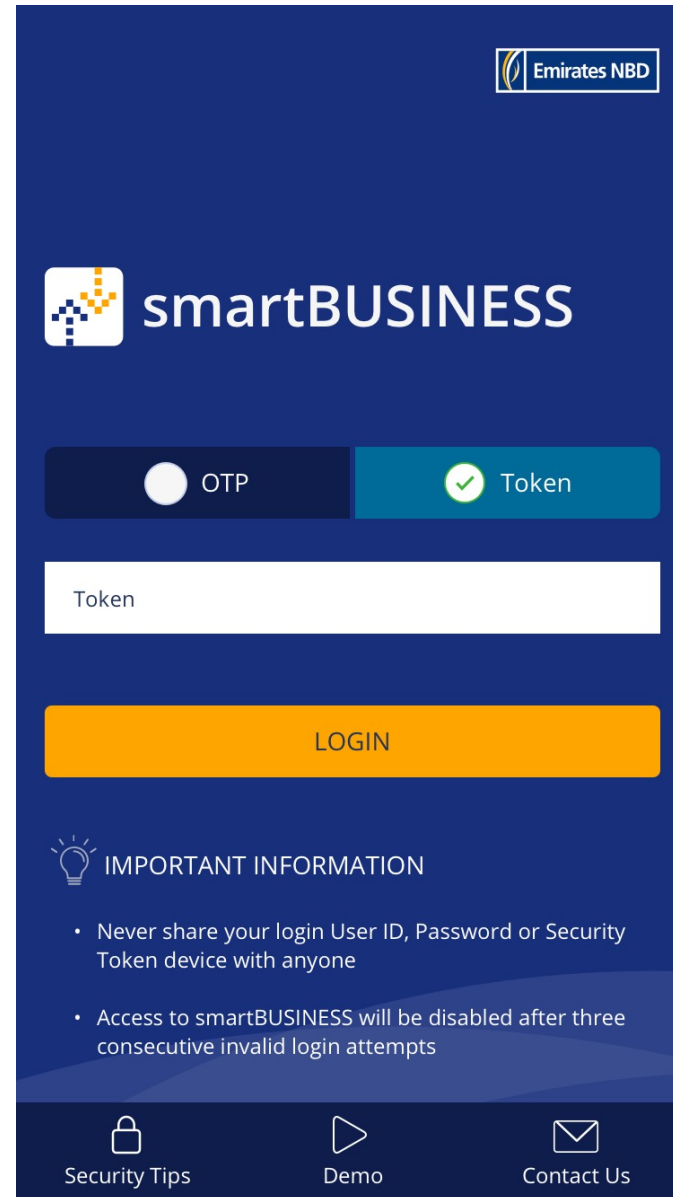 Emirates NBD
smartBUSINESS
OTP
Token
Token
LOGIN
IMPORTANT INFORMATION
• Never share your login User ID, Password or Security
Token device with anyone
• Access to smartBUSINESS will be disabled after three
consecutive invalid login attempts
Security Tips
Demo
Contact Us